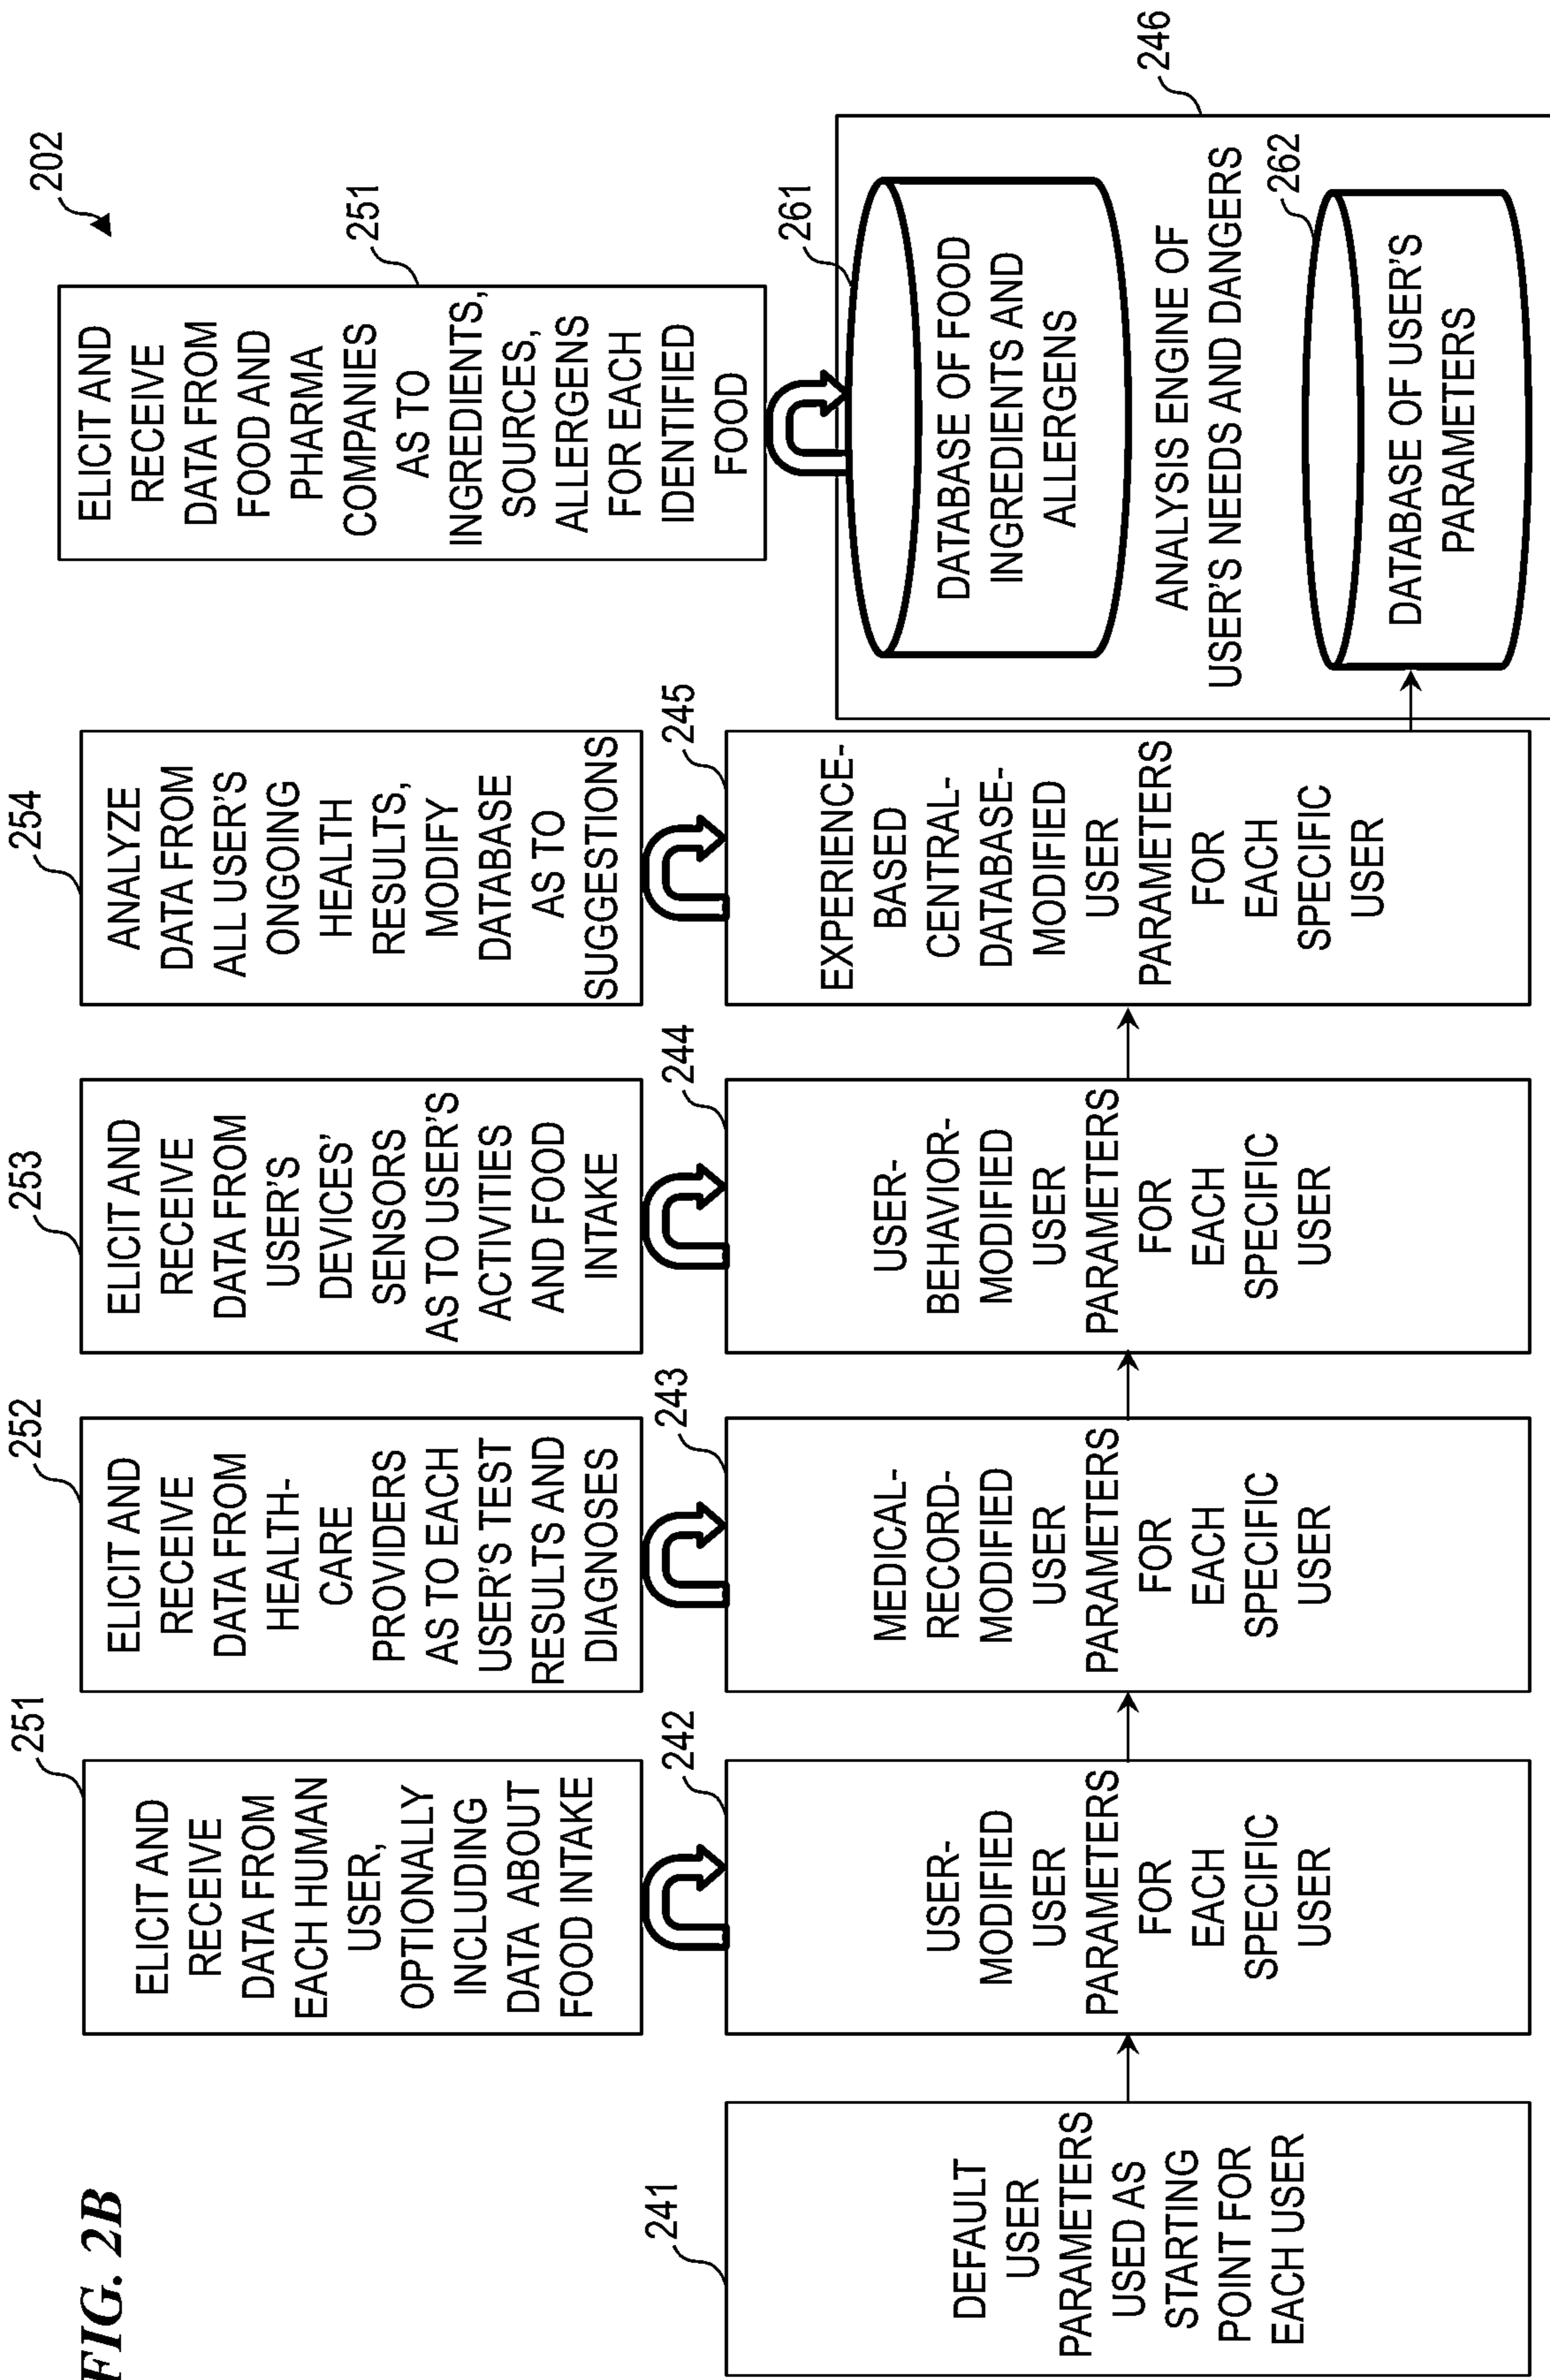 FIG. 2B
202
251
ELICIT AND
RECEIVE
DATA FROM
EACH HUMAN
USER,
OPTIONALLY
INCLUDING
DATA ABOUT
FOOD INTAKE
252
ELICIT AND
RECEIVE
DATA FROM
HEALTH-
CARE
PROVIDERS
AS TO EACH
USER'S TEST
RESULTS AND
DIAGNOSES
253
ELICIT AND
RECEIVE
DATA FROM
USER'S
DEVICES'
SENSORS
AS TO USER'S
ACTIVITIES
AND FOOD
INTAKE
254
ANALYZE
DATA FROM
ALL USER'S
ONGOING
HEALTH
RESULTS,
MODIFY
DATABASE
AS TO
SUGGESTIONS
251
ELICIT AND
RECEIVE
DATA FROM
FOOD AND
PHARMA
COMPANIES
AS TO
INGREDIENTS,
SOURCES,
ALLERGENS
FOR EACH
IDENTIFIED
FOOD
241
DEFAULT
USER
PARAMETERS
USED AS
STARTING
POINT FOR
EACH USER
242
USER-
MODIFIED
USER
PARAMETERS
FOR
EACH
SPECIFIC
USER
243
MEDICAL-
RECORD-
MODIFIED
USER
PARAMETERS
FOR
EACH
SPECIFIC
USER
244
USER-
BEHAVIOR-
MODIFIED
USER
PARAMETERS
FOR
EACH
SPECIFIC
USER
245
EXPERIENCE-
BASED
CENTRAL-
DATABASE-
MODIFIED
USER
PARAMETERS
FOR
EACH
SPECIFIC
USER
261
DATABASE OF FOOD
INGREDIENTS AND
ALLERGENS
246
ANALYSIS ENGINE OF
USER'S NEEDS AND DANGERS
262
DATABASE OF USER'S
PARAMETERS